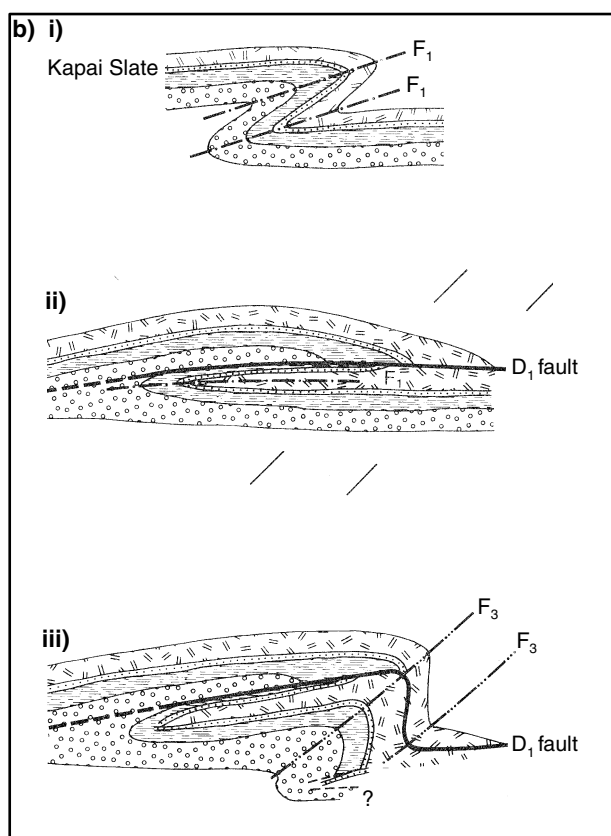 b) i)
F1
Kapai Slate
F1
ii)
D1 fault
F1
iii)
F3
F3
D1 fault
?